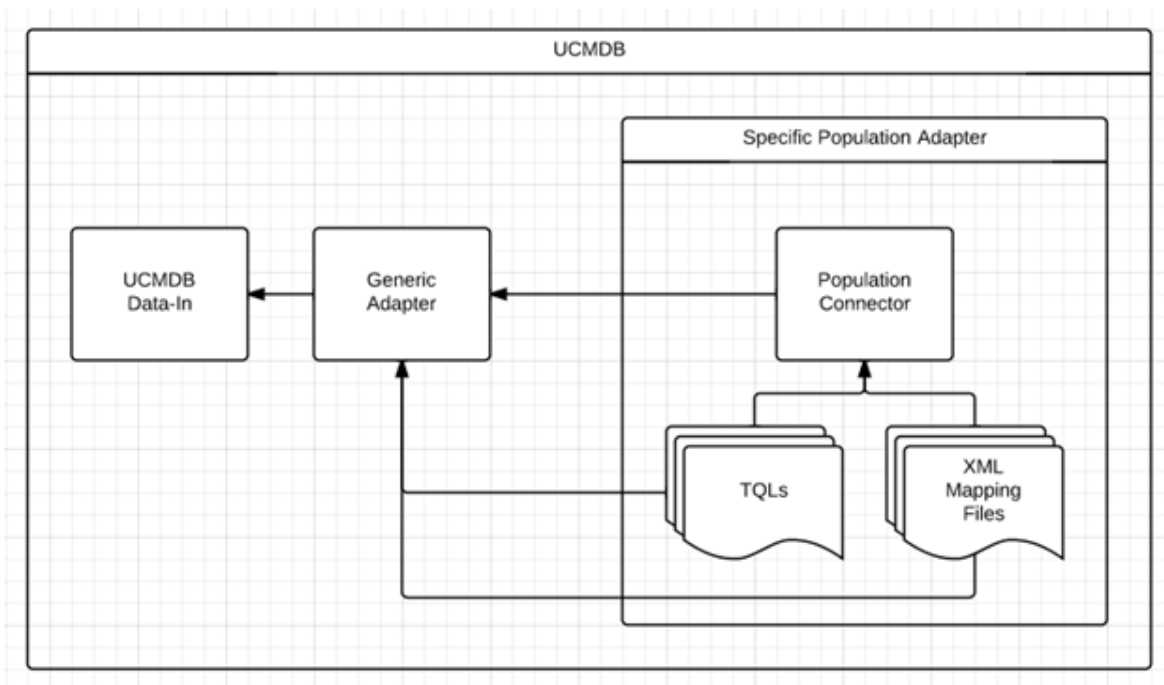 UCMDB
Specific Population Adapter
UCMDB
Data-In
Generic
Adapter
Population
Connector
TQLs
XML
Mapping
Files